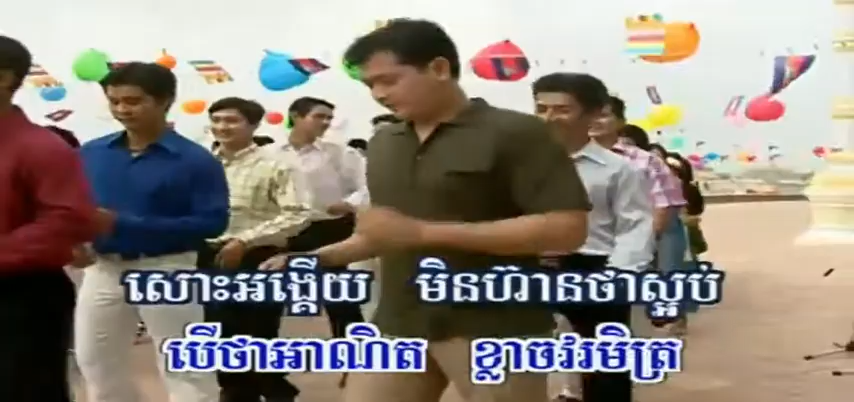 សោះអង្គើយ មិនហ៊ានថាស្អប់
បើថាអាណិត ខ្លាចវរមិត្រ